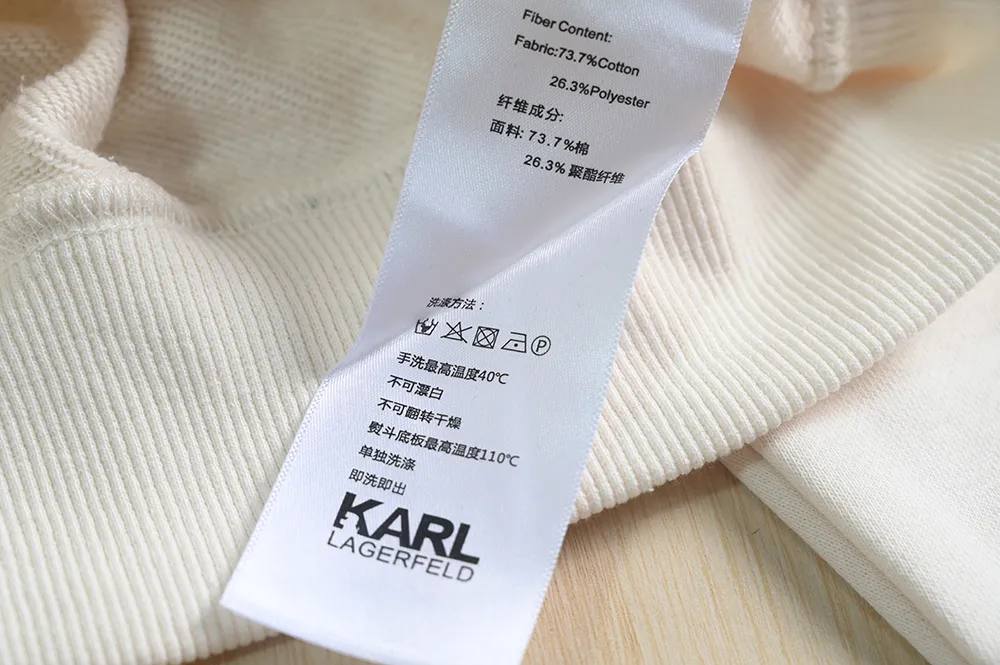 Fiber Content:
Fabric:73.7%Cotton
26.3%Polyester
纤维成分:
面料: 73.7%棉
26.3% 聚酯纤维
洗涤方法：
P
手洗最高温度40℃
不可漂白
不可翻转干燥
熨斗底板最高温度110℃
单独洗涤
即洗即出
KARL
LAGERFELD